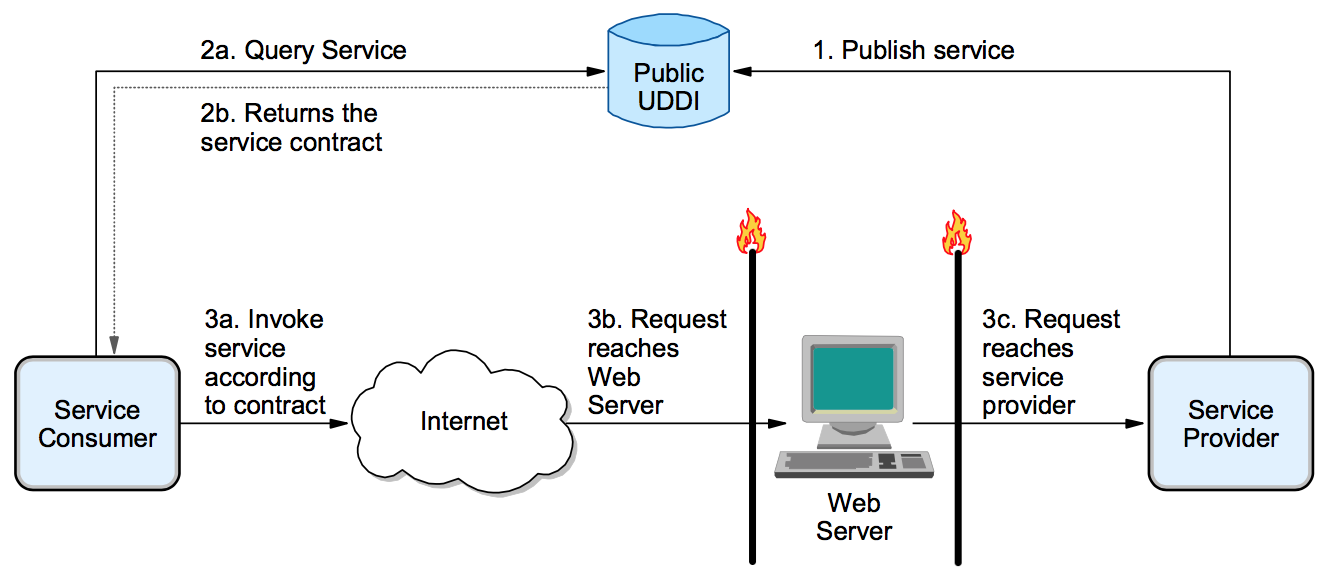 2a. Query Service
Public
UDDI
1. Publish service
2b. Returns the
service contract
3a. Invoke
service
according
to contract
3b. Request
reaches
Web
Server
3c. Request
reaches
service
provider
Service
Consumer
Internet
Web
Server
Service
Provider